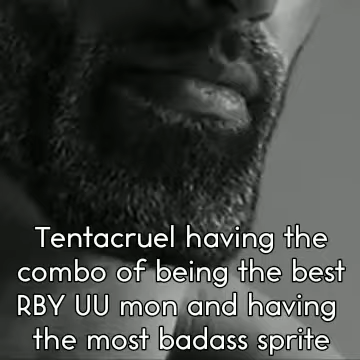 Tentacruel having the
combo of being the best
RBY UU mon and having
the most badass sprite